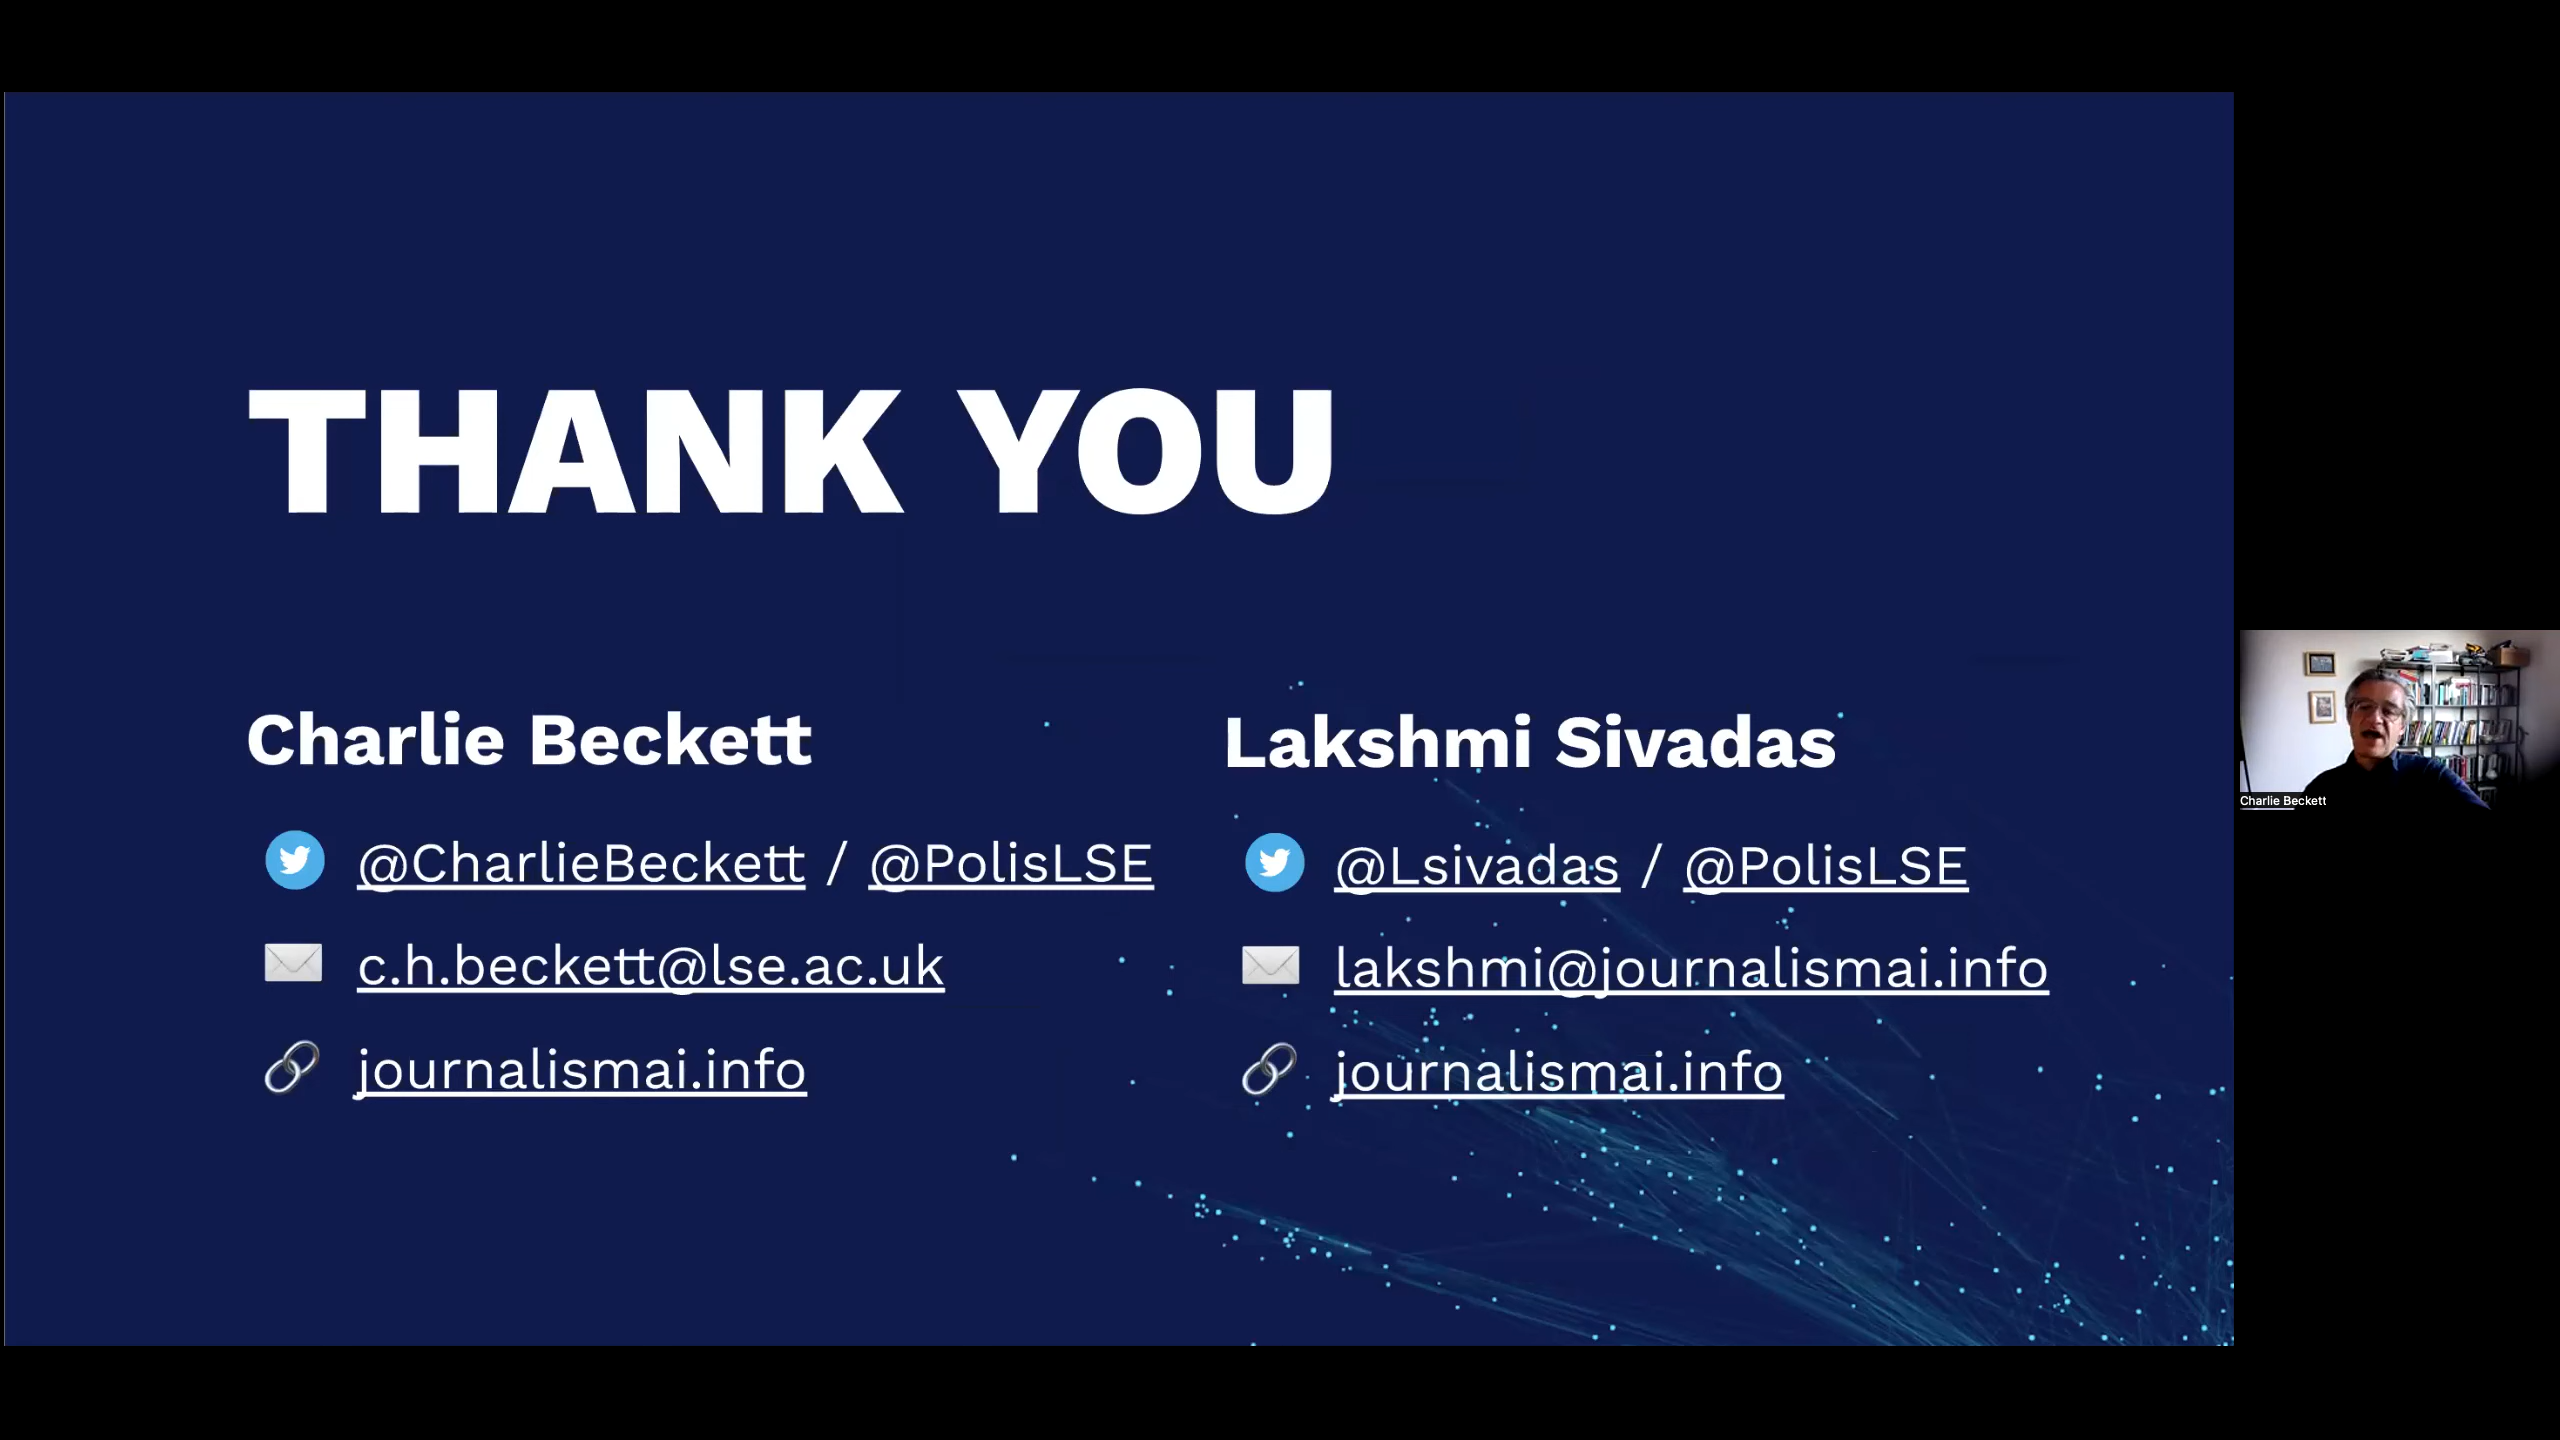 THANK YOU
Charlie Beckett
@CharlieBeckett / @PolisLSE
c.h.beckett@lse.ac.uk
journalismai.info
Lakshmi Sivadas
@Lsivadas / @PolisLSE
lakshmi@journalismai.info
journalismai.info
Charlie Beckett